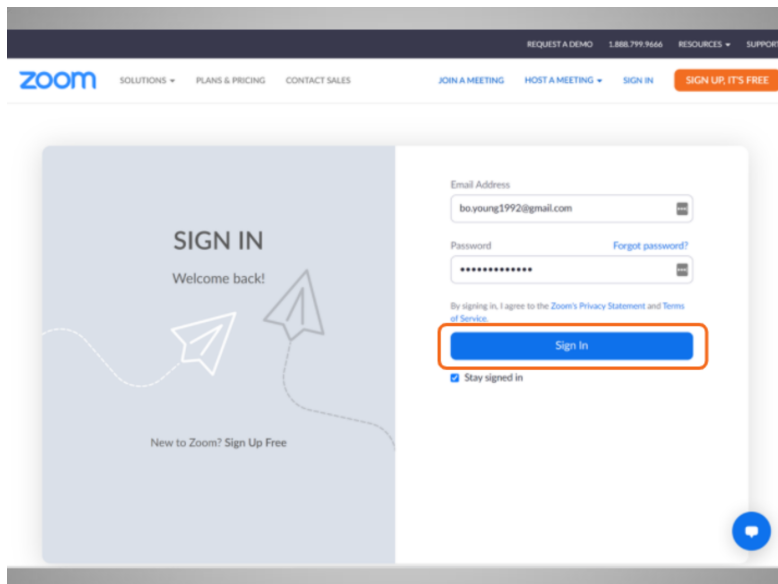 REQUEST A DEMO 1.888.799.9666 RESOURCES SUPPORT
zoom SOLUTIONS PLANS & PRICING CONTACT SALES JOIN A MEETING HOST A MEETING SIGN IN SIGN UP, IT'S FREE
SIGN IN
Welcome back!
New to Zoom? Sign Up Free
Email Address
bo.young1992@gmail.com
Password Forgot password?
•••••••••••••
By signing in, I agree to the Zoom's Privacy Statement and Terms
of Service.
Sign In
Stay signed in